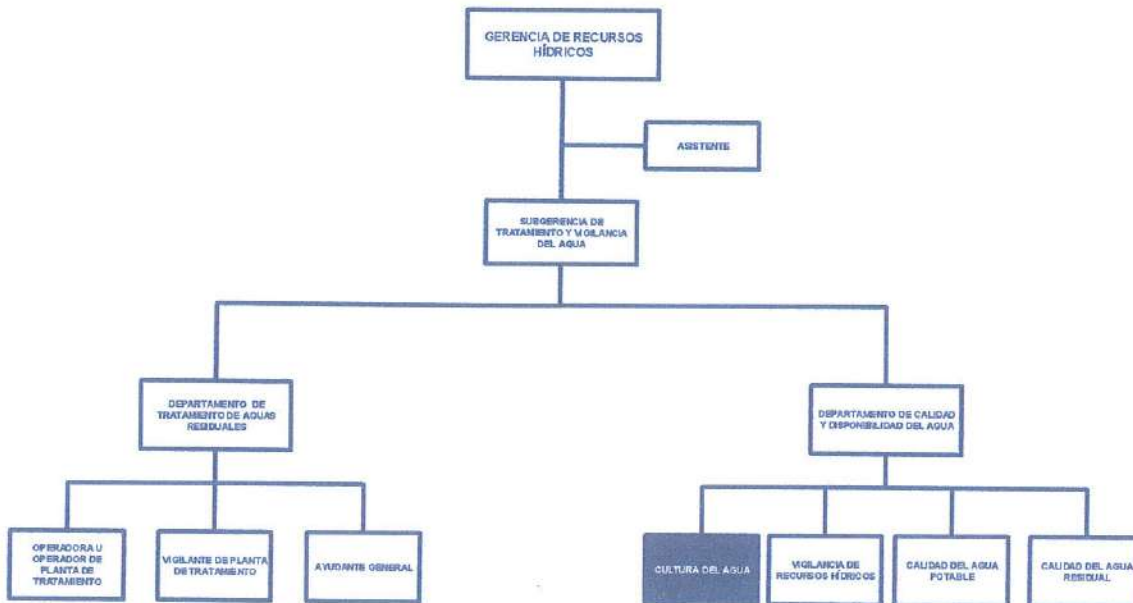 GERENCIA DE RECURSOS
HÍDRICOS
ASISTENTE
SUBGERENCIA DE
TRATAMIENTO Y VIGILANCIA
DEL AGUA
DEPARTAMENTO DE
TRATAMIENTO DE AGUAS
RESIDUALES
DEPARTAMENTO DE CALIDAD
Y DISPONIBILIDAD DEL AGUA
OPERADORA U
OPERADOR DE
PLANTA DE
TRATAMIENTO
VIGILANTE DE PLANTA
DE TRATAMIENTO
AYUDANTE GENERAL
CULTURA DEL AGUA
VIGILANCIA DE
RECURSOS HÍDRICOS
CALIDAD DEL AGUA
POTABLE
CALIDAD DEL AGUA
RESIDUAL